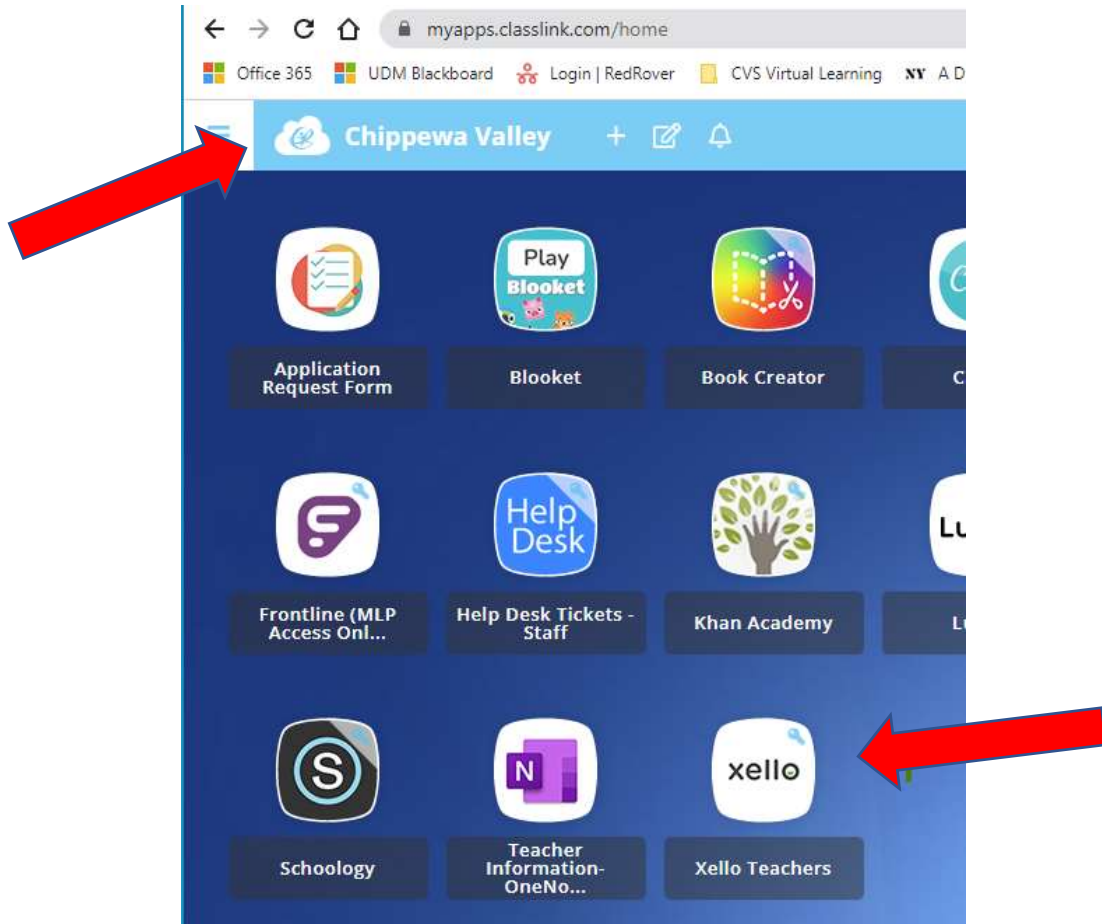 myapps.classlink.com/home
Office 365 UDM Blackboard Login | RedRover CVS Virtual Learning NY A D
Chippewa Valley
Play
Blooket
Application
Request Form
Blooket
Book Creator
C
Help
Desk
Lu
Frontline (MLP
Access Onl...
Help Desk Tickets -
Staff
Khan Academy
Lu
S
N
xello
Schoology
Teacher
Information-
OneNo...
Xello Teachers